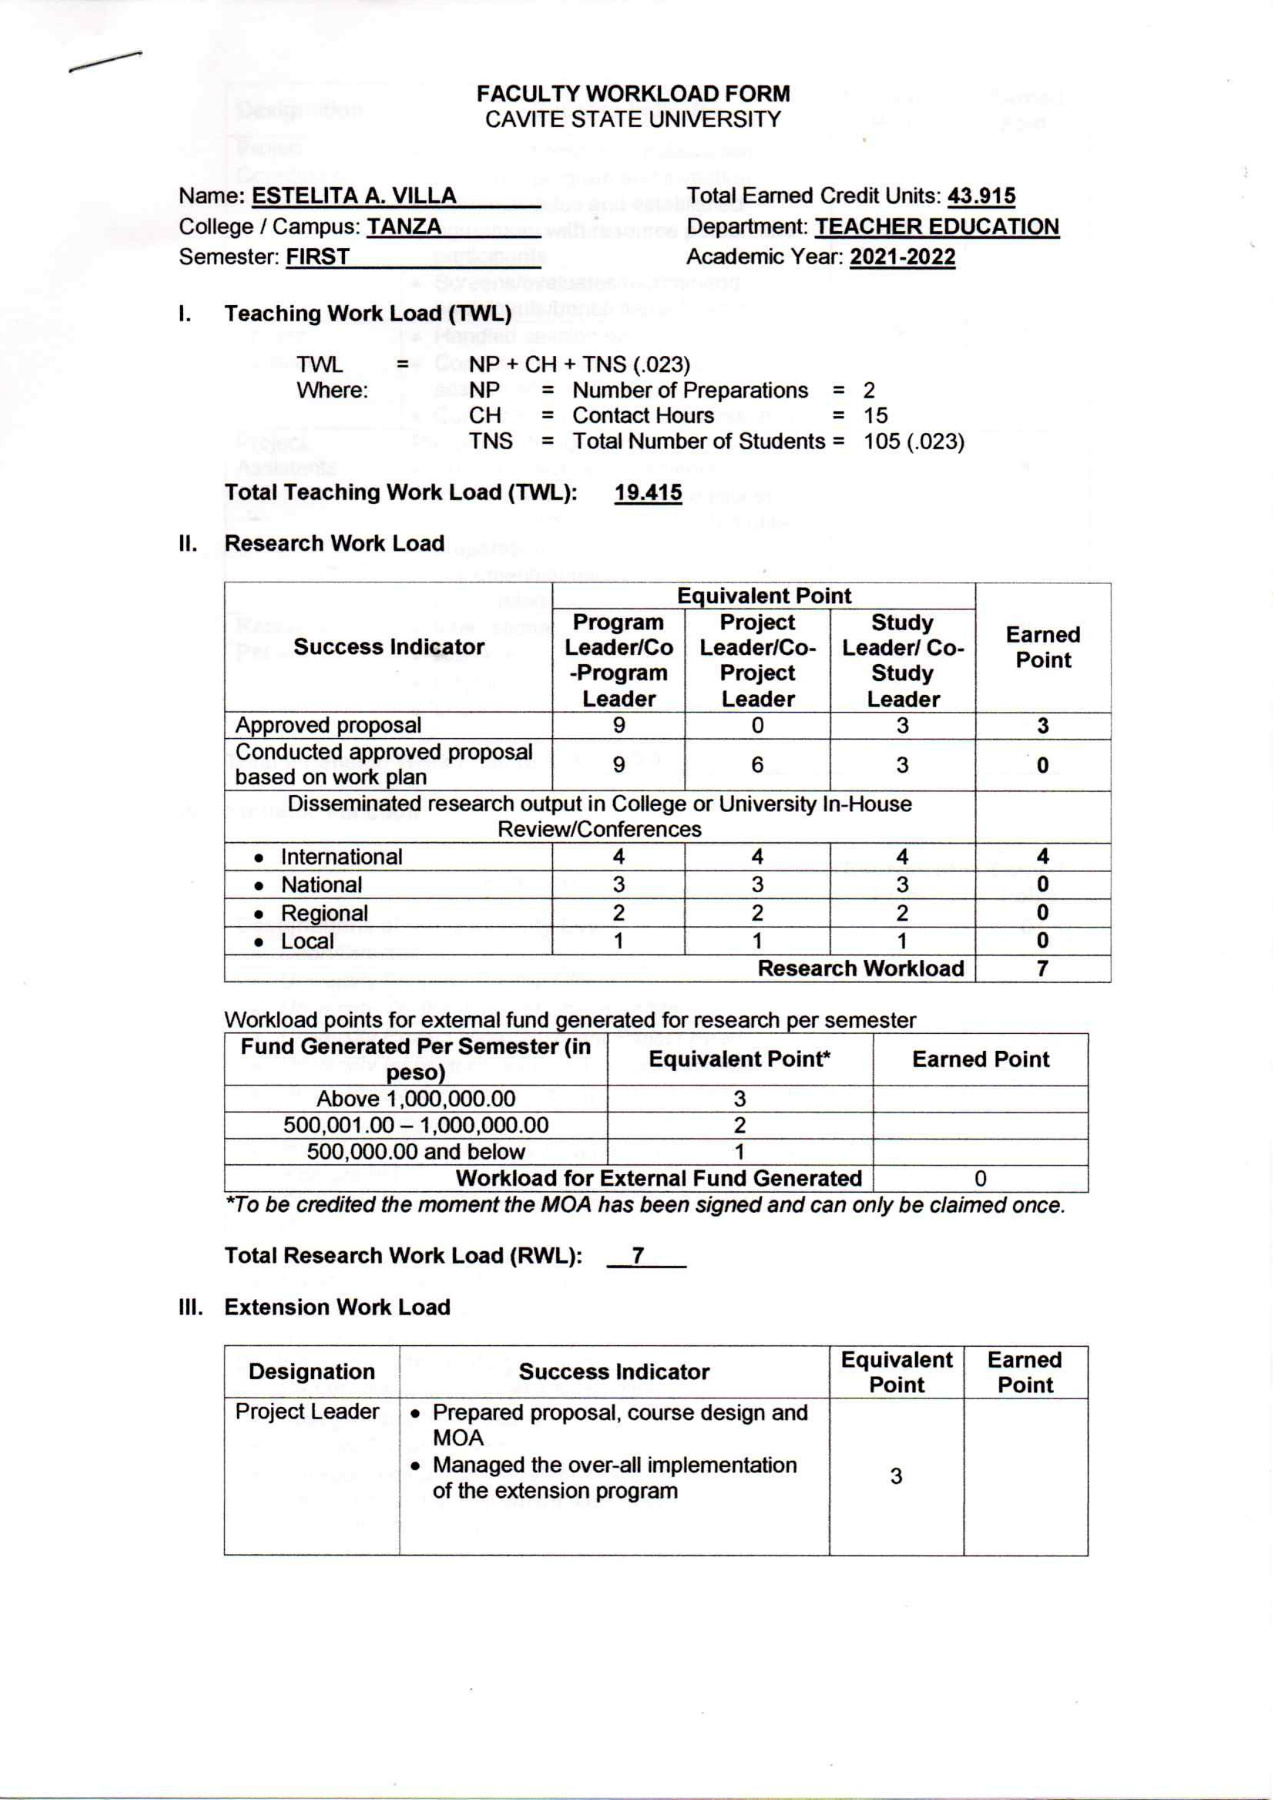 FACULTY WORKLOAD FORM
CAVITE STATE UNIVERSITY
Name: ESTELITA A. VILLA Total Earned Credit Units: 43.915
College / Campus: TANZA Department: TEACHER EDUCATION
Semester: FIRST Academic Year: 2021-2022
I. Teaching Work Load (TWL)
TWL = NP + CH + TNS (.023)
Where: NP = Number of Preparations = 2
CH = Contact Hours = 15
TNS = Total Number of Students = 105 (.023)
Total Teaching Work Load (TWL): 19.415
II. Research Work Load
Success Indicator Equivalent Point Earned Point
Program Leader/Co-Program Leader Project Leader/Co-Project Leader Study Leader/ Co-Study Leader
Approved proposal 9 0 3 3
Conducted approved proposal based on work plan 9 6 3 0
Disseminated research output in College or University In-House
Review/Conferences
• International 4 4 4 4
• National 3 3 3 0
• Regional 2 2 2 0
• Local 1 1 1 0
Research Workload 7
Workload points for external fund generated for research per semester
Fund Generated Per Semester (in peso) Equivalent Point* Earned Point
Above 1,000,000.00 3
500,001.00 – 1,000,000.00 2
500,000.00 and below 1
Workload for External Fund Generated 0
*To be credited the moment the MOA has been signed and can only be claimed once.
Total Research Work Load (RWL): 7
III. Extension Work Load
Designation Success Indicator Equivalent Point Earned Point
Project Leader • Prepared proposal, course design and
MOA
• Managed the over-all implementation
of the extension program 3